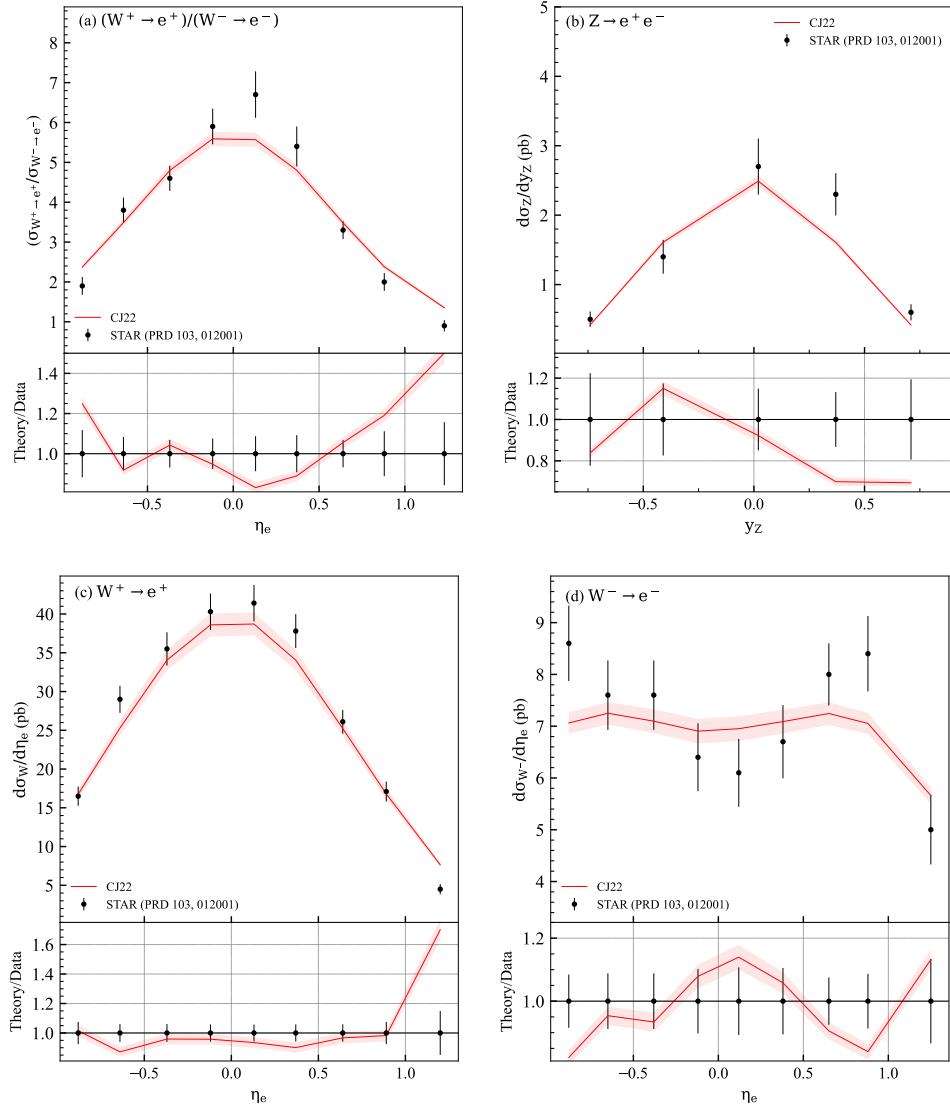 (a) (W⁺ → e⁺)/(W⁻ → e⁻)
8
7
6
5
4
3
2
1
(σ_{W⁺→e⁺}/σ_{W⁻→e⁻})
CJ22
STAR (PRD 103, 012001)
1.4
1.2
1.0
Theory/Data
−0.5 0.0 0.5 1.0
η_e
(b) Z → e⁺ e⁻
CJ22
STAR (PRD 103, 012001)
5
4
3
2
1
dσ_Z/dy_Z (pb)
1.2
1.0
0.8
Theory/Data
−0.5 0.0 0.5
y_Z
(c) W⁺ → e⁺
40
35
30
25
20
15
10
5
dσ_W/dη_e (pb)
CJ22
STAR (PRD 103, 012001)
1.6
1.4
1.2
1.0
Theory/Data
−0.5 0.0 0.5 1.0
η_e
(d) W⁻ → e⁻
9
8
7
6
5
4
dσ_{W⁻}/dη_e (pb)
CJ22
STAR (PRD 103, 012001)
1.2
1.0
Theory/Data
−0.5 0.0 0.5 1.0
η_e